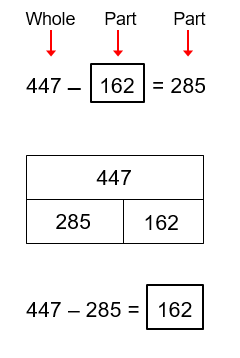 Whole Part Part
447 – 162 = 285
447
285 162
447 – 285 = 162